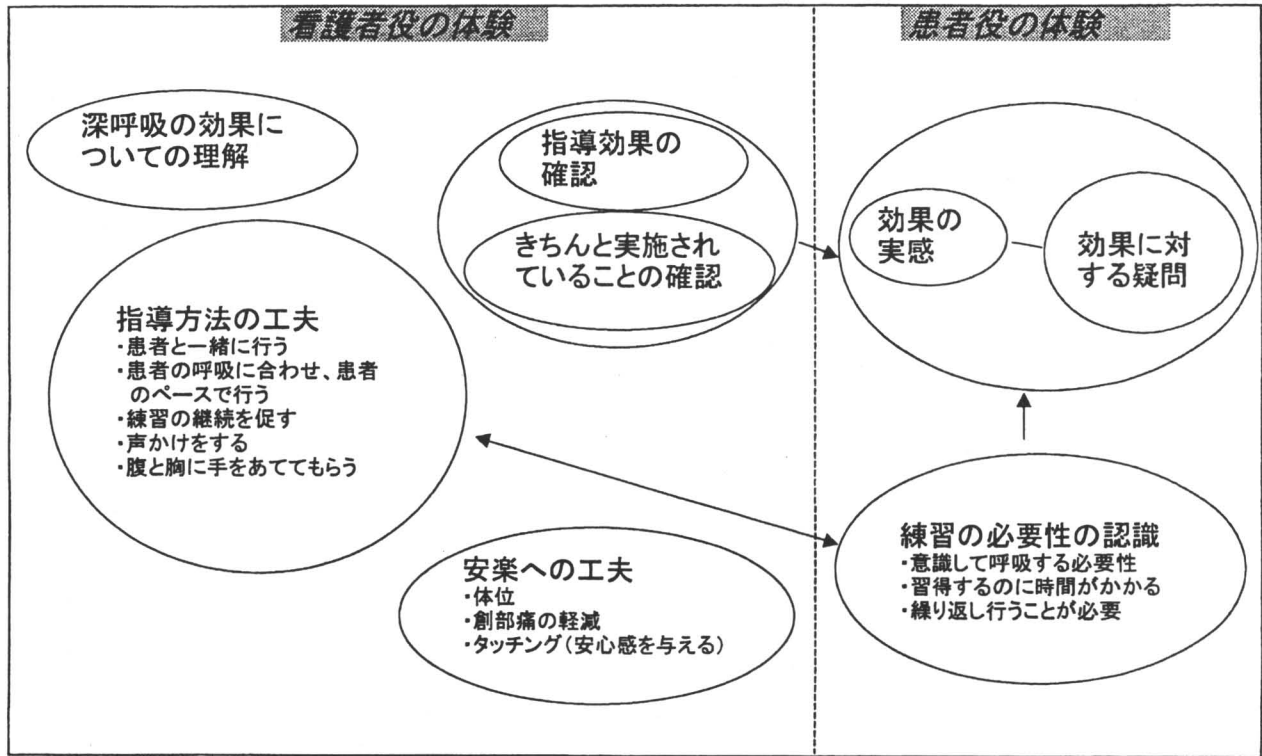 看護者役の体験
患者役の体験
深呼吸の効果に
ついての理解
指導効果の
確認
きちんと実施され
ていることの確認
効果の
実感
効果に対
する疑問
指導方法の工夫
・患者と一緒に行う
・患者の呼吸に合わせ、患者
のペースで行う
・練習の継続を促す
・声かけをする
・腹と胸に手をあててもらう
安楽への工夫
・体位
・創部痛の軽減
・タッチング(安心感を与える)
練習の必要性の認識
・意識して呼吸する必要性
・習得するのに時間がかかる
・繰り返し行うことが必要